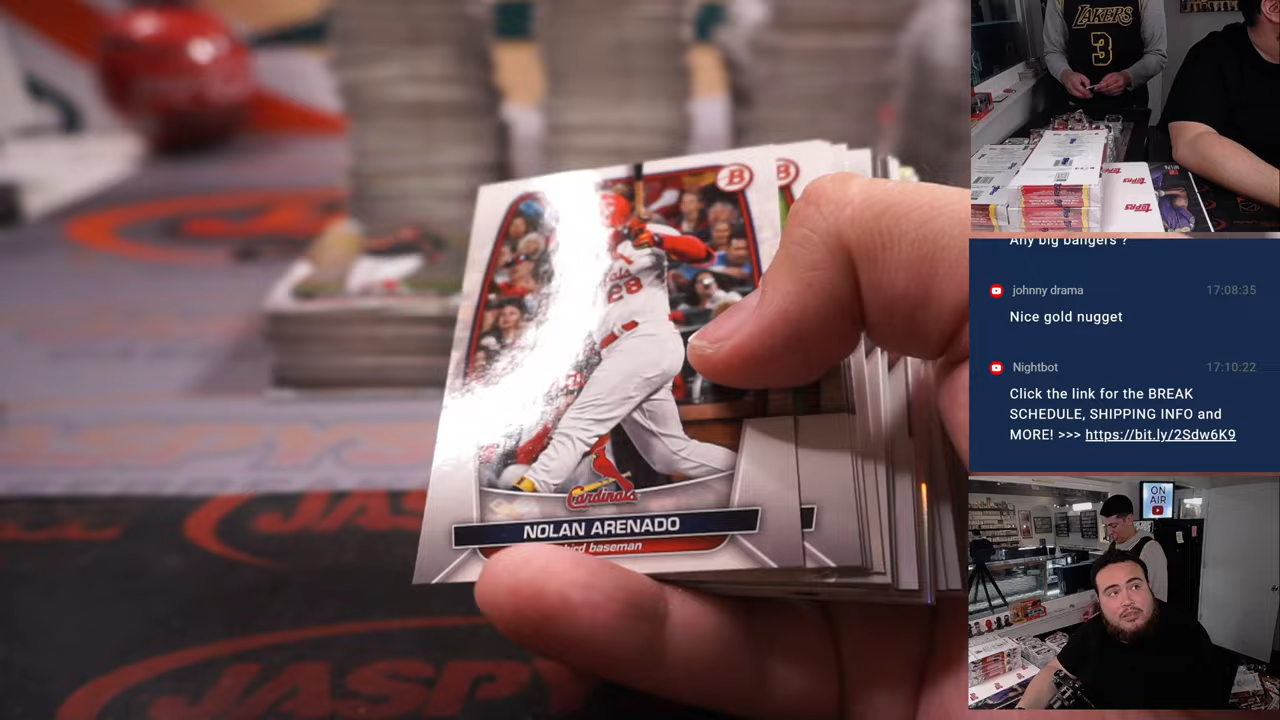 LAKERS
3
TOPPS
Any big bangers ?
johnny drama 17:08:35
Nice gold nugget
Nightbot 17:10:22
Click the link for the BREAK
SCHEDULE, SHIPPING INFO and
MORE! >>> https://bit.ly/2Sdw6K9
ON
AIR
B
B
28
Cardinals
NOLAN ARENADO
third baseman
JASPY